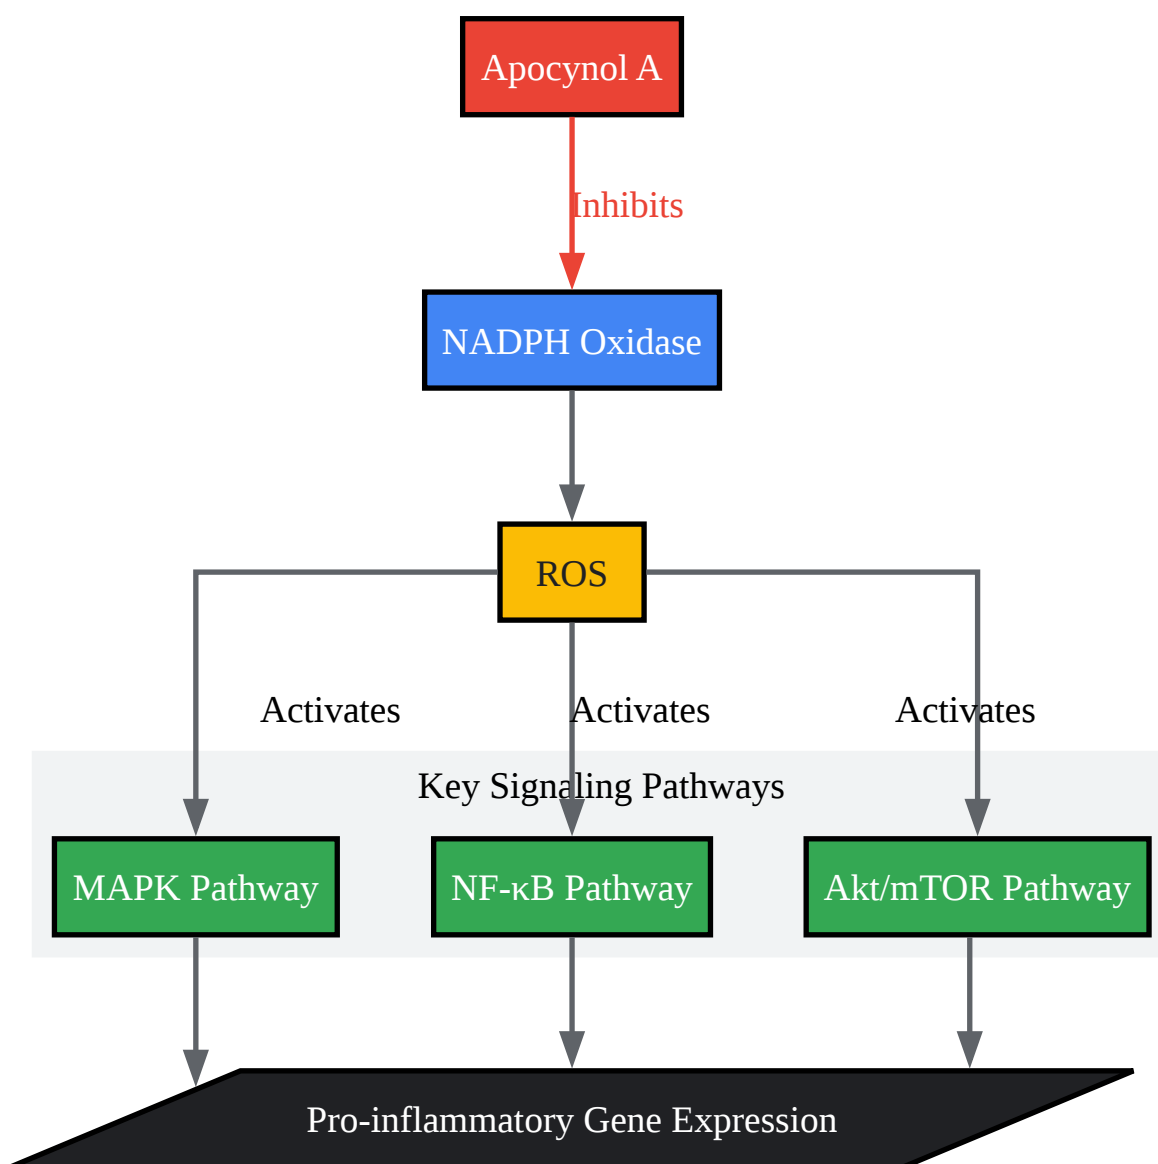 Apocynol A
Inhibits
NADPH Oxidase
ROS
Activates
Activates
Activates
Key Signaling Pathways
MAPK Pathway
NF-κB Pathway
Akt/mTOR Pathway
Pro-inflammatory Gene Expression